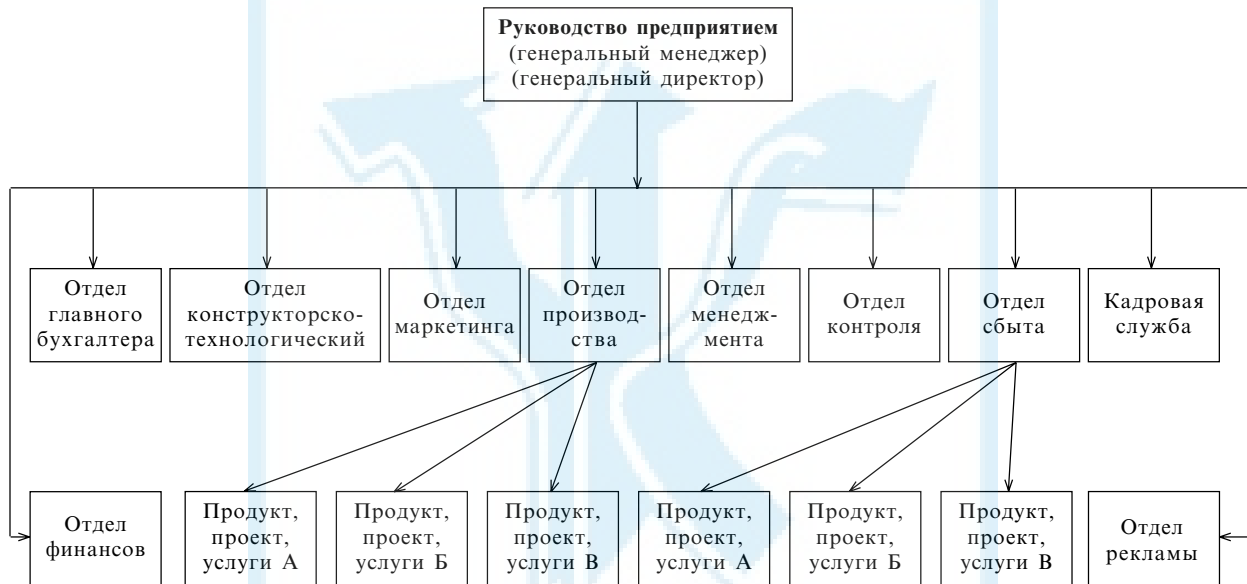 Руководство предприятием
(генеральный менеджер)
(генеральный директор)
Отдел
главного
бухгалтера
Отдел
конструкторско-
технологический
Отдел
маркетинга
Отдел
производ-
ства
Отдел
менедж-
мента
Отдел
контроля
Отдел
сбыта
Кадровая
служба
Отдел
финансов
Продукт,
проект,
услуги А
Продукт,
проект,
услуги Б
Продукт,
проект,
услуги В
Продукт,
проект,
услуги А
Продукт,
проект,
услуги Б
Продукт,
проект,
услуги В
Отдел
рекламы